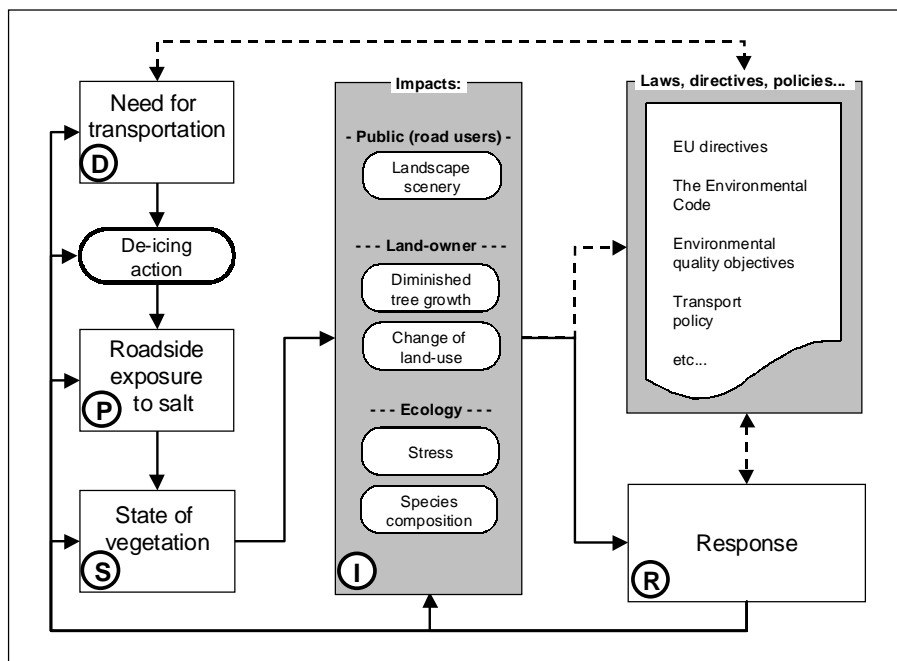 Need for
transportation
D
De-icing
action
Roadside
exposure
to salt
P
State of
vegetation
S
Impacts:
- Public (road users) -
Landscape
scenery
--- Land-owner ---
Diminished
tree growth
Change of
land-use
--- Ecology ---
Stress
Species
composition
I
Laws, directives, policies...
EU directives
The Environmental
Code
Environmental
quality objectives
Transport
policy
etc...
Response
R